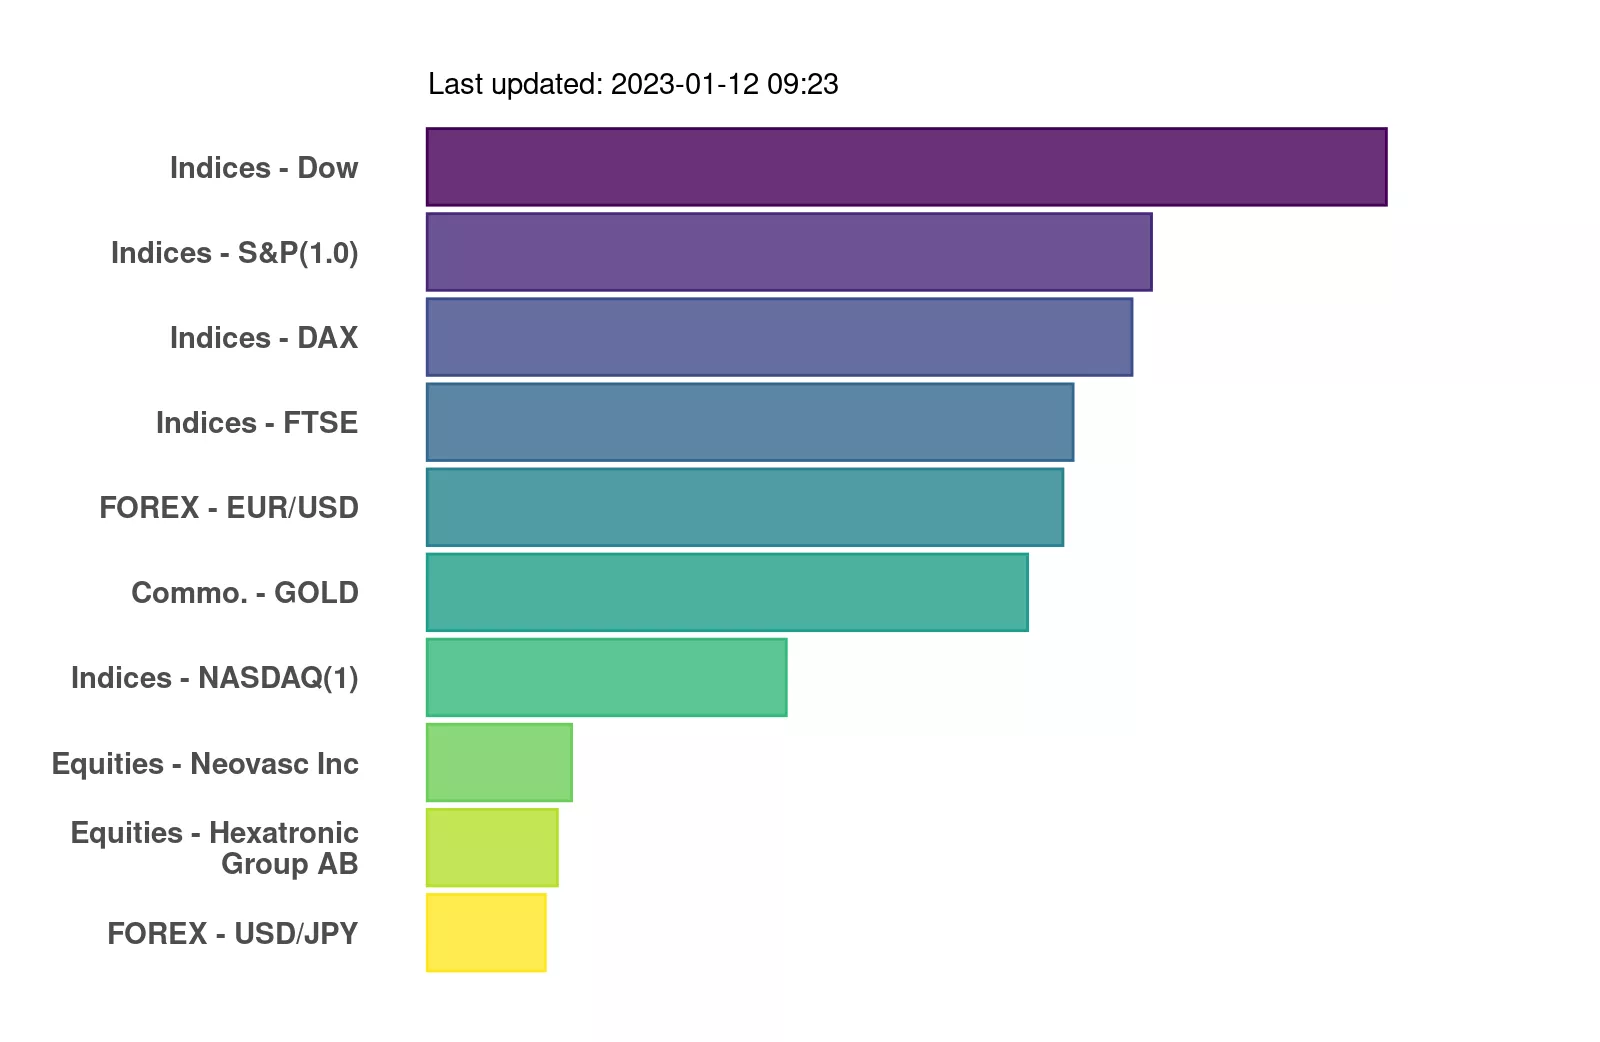 Last updated: 2023-01-12 09:23
Indices - Dow
Indices - S&P(1.0)
Indices - DAX
Indices - FTSE
FOREX - EUR/USD
Commo. - GOLD
Indices - NASDAQ(1)
Equities - Neovasc Inc
Equities - Hexatronic
Group AB
FOREX - USD/JPY